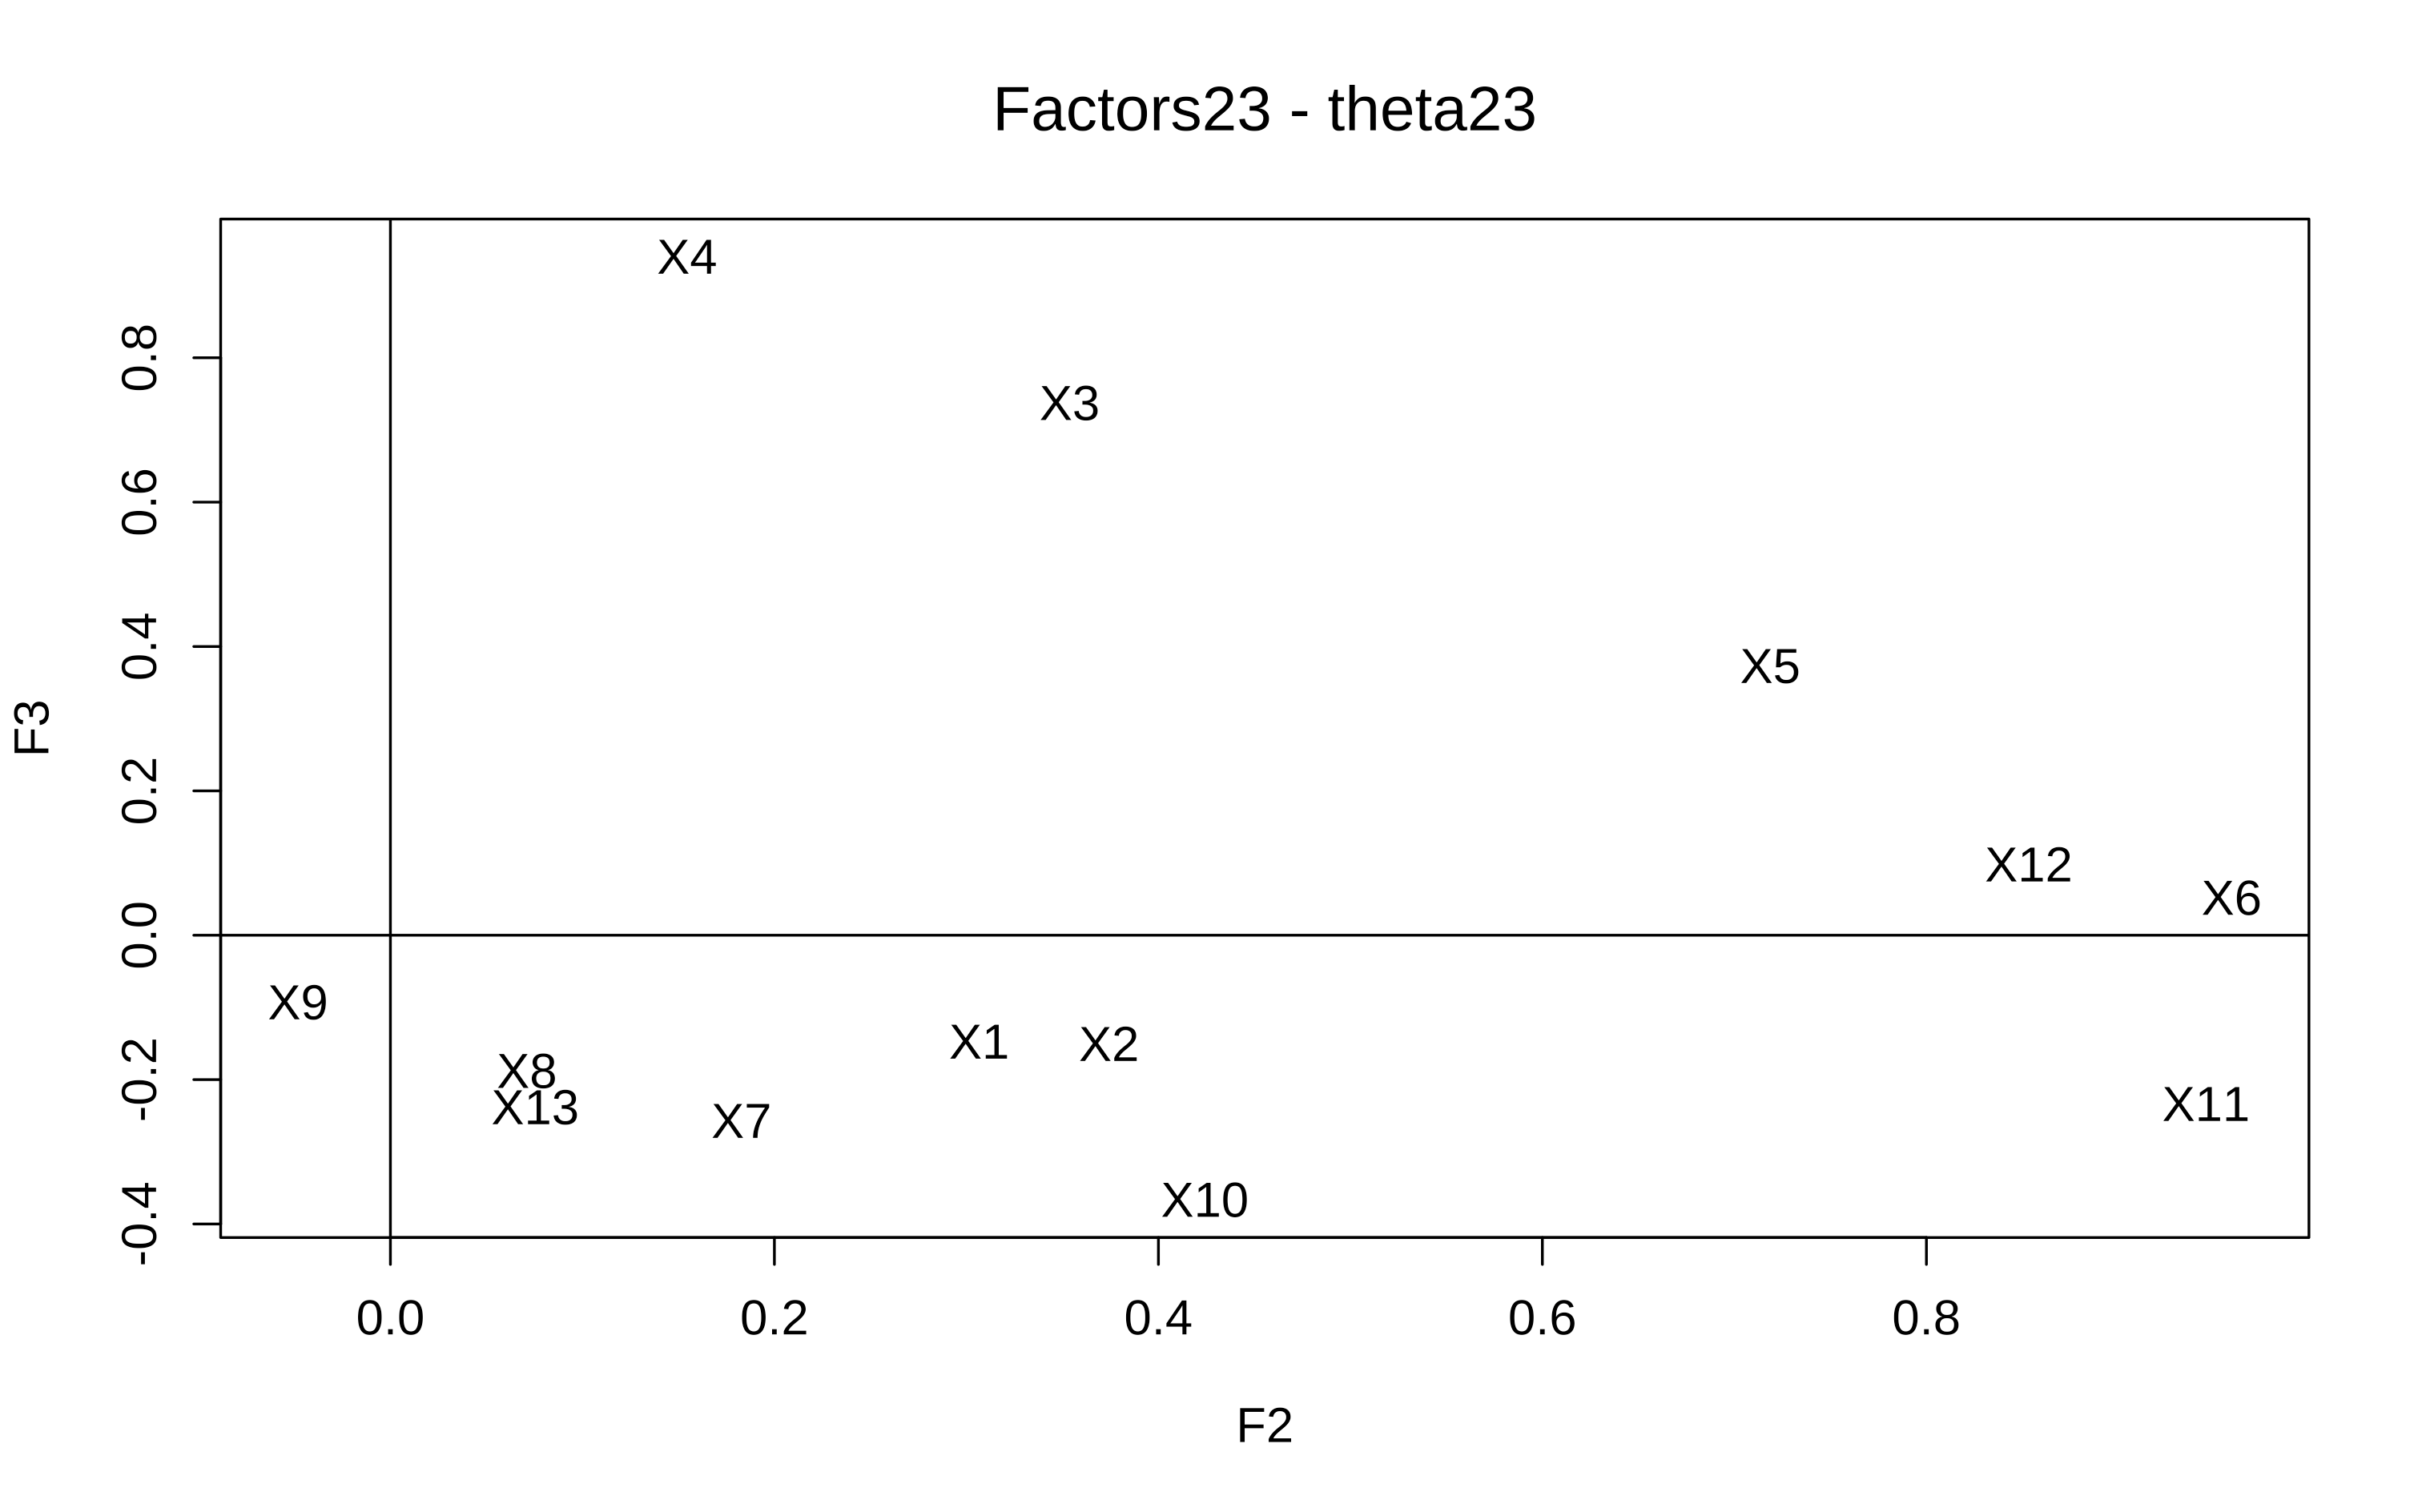 Factors23 - theta23
X4
0.8
X3
0.6
0.4
X5
F3
0.2
X12
X6
0.0
X9
X1
X2
-0.2
X8
X13
X7
X11
X10
-0.4
0.0 0.2 0.4 0.6 0.8
F2